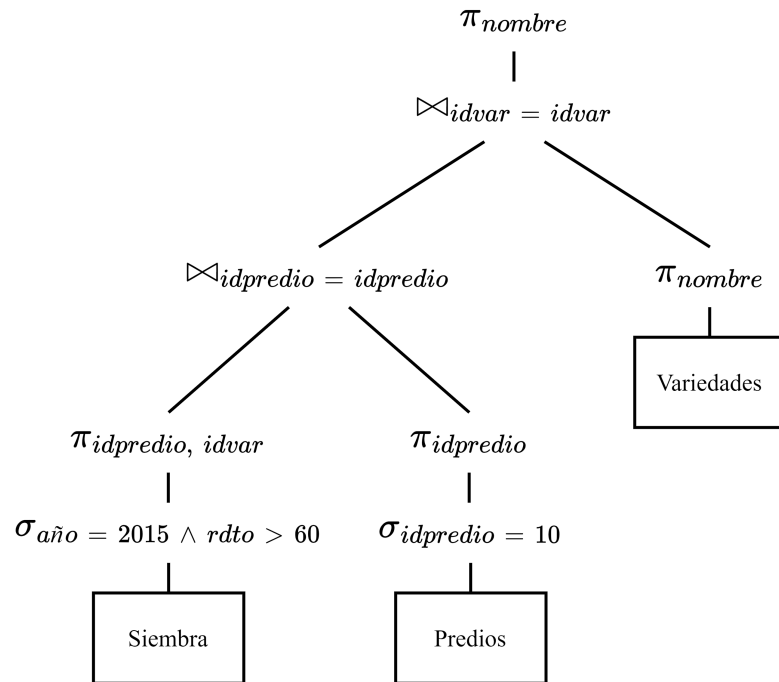 π nombre
⋈ idvar = idvar
⋈ idpredio = idpredio
π nombre
Variedades
π idpredio, idvar
π idpredio
σ año = 2015 ∧ rdto > 60
σ idpredio = 10
Siembra
Predios